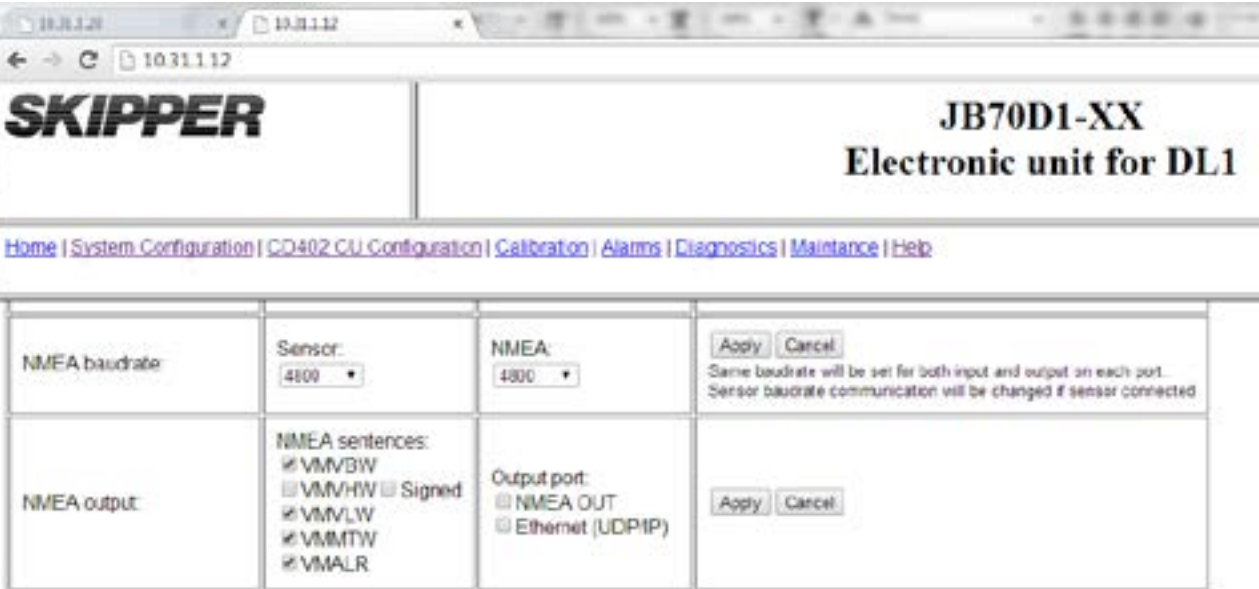 10.31.1.12
10.31.1.12
SKIPPER
JB70D1-XX
Electronic unit for DL1
Home | System Configuration | CD402 CU Configuration | Calibration | Alarms | Diagnostics | Maintance | Help
NMEA baudrate:
Sensor:
4800
NMEA:
4800
Apply Cancel
Same baudrate will be set for both input and output on each port.
Sensor baudrate communication will be changed if sensor connected
NMEA output:
NMEA sentences:
VMVBW
VMVHW Signed
VMVLW
VMMTW
VMALR
Output port:
NMEA OUT
Ethernet (UDP/IP)
Apply Cancel